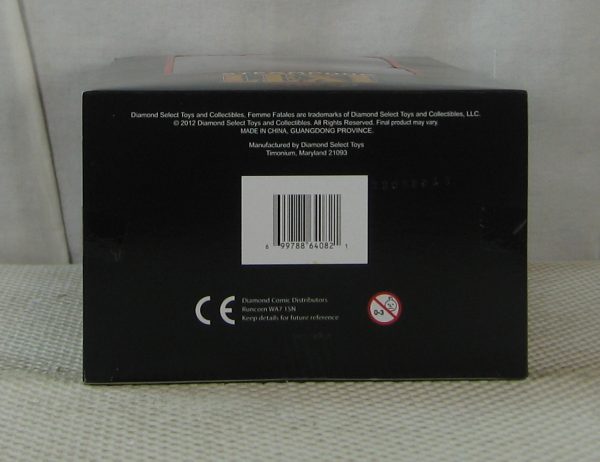 Diamond Select Toys and Collectibles, Femme Fatales are trademarks of Diamond Select Toys and Collectibles, LLC.
© 2012 Diamond Select Toys and Collectibles. All Rights Reserved. Final product may vary.
MADE IN CHINA, GUANGDONG PROVINCE.
Manufactured by Diamond Select Toys
Timonium, Maryland 21093
6 99788 64082 1
CE
Diamond Comic Distributors
Runcorn WA7 1SN
Keep details for future reference
0-3